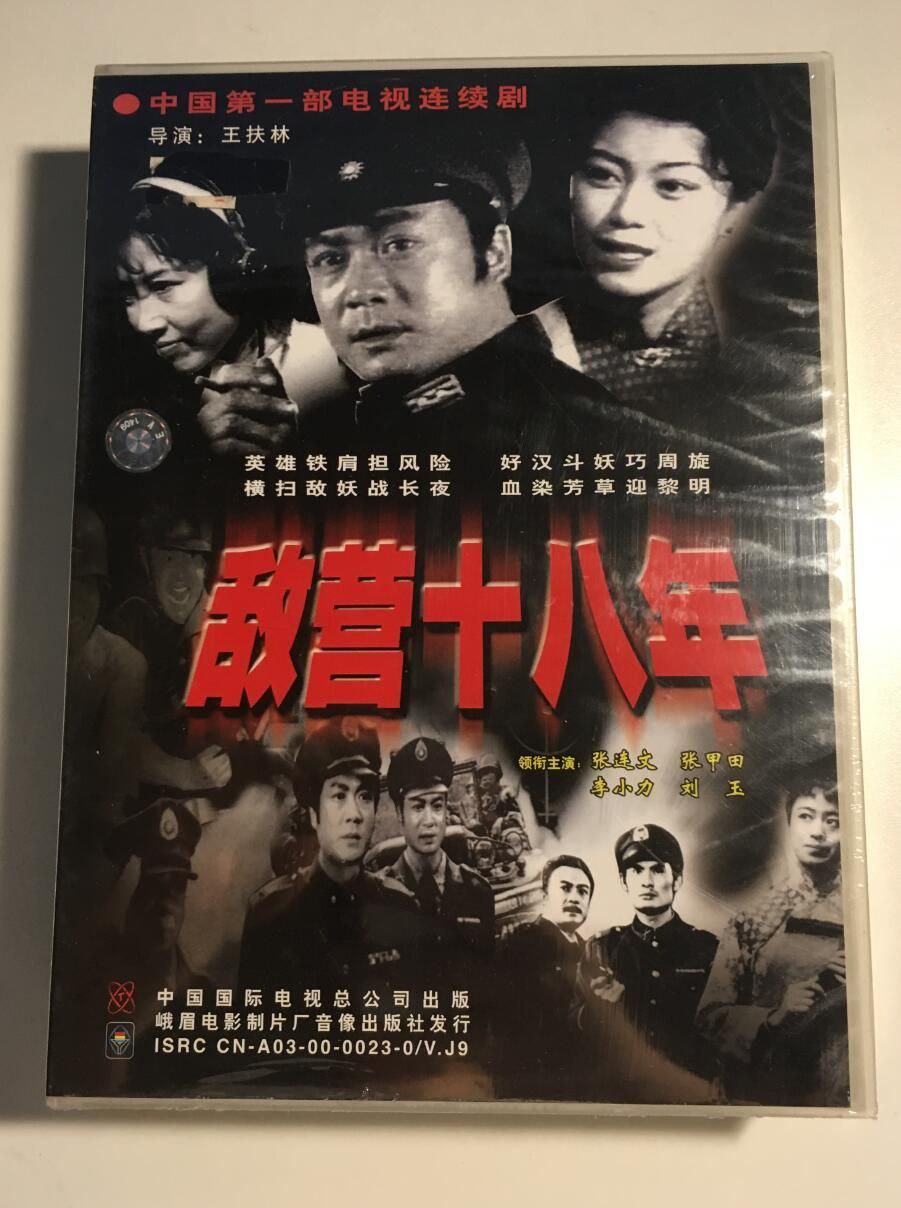 ●中国第一部电视连续剧
导演：王扶林
英雄铁肩担风险 好汉斗妖巧周旋
横扫敌妖战长夜 血染芳草迎黎明
敌营十八年
领衔主演：张连文 张甲田
李小力 刘玉
中国国际电视总公司出版
峨眉电影制片厂音像出版社发行
ISRC CN-A03-00-0023-0/V.J9